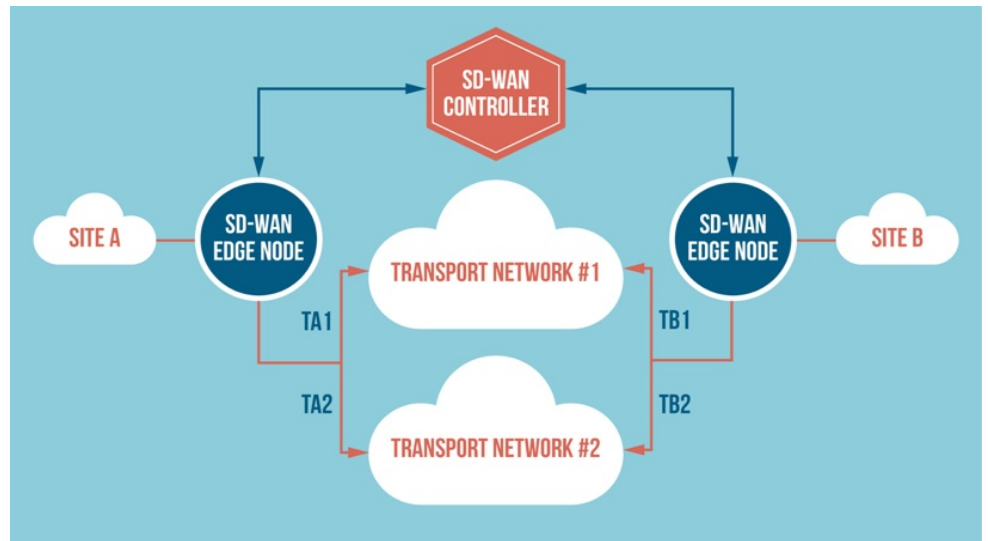 SD-WAN
CONTROLLER
SITE A
SD-WAN
EDGE NODE
SD-WAN
EDGE NODE
SITE B
TRANSPORT NETWORK #1
TA1
TB1
TA2
TB2
TRANSPORT NETWORK #2